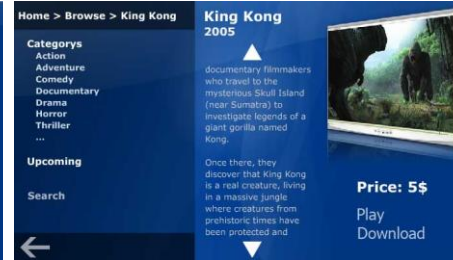 Home > Browse > King Kong
Categorys
Action
Adventure
Comedy
Documentary
Drama
Horror
Thriller
...
Upcoming
Search
King Kong
2005
documentary filmmakers
who travel to the
mysterious Skull Island
(near Sumatra) to
investigate legends of a
giant gorilla named
Kong.
Once there, they
discover that King Kong
is a real creature, living
in a massive jungle
where creatures from
prehistoric times have
been protected and
Price: 5$
Play
Download